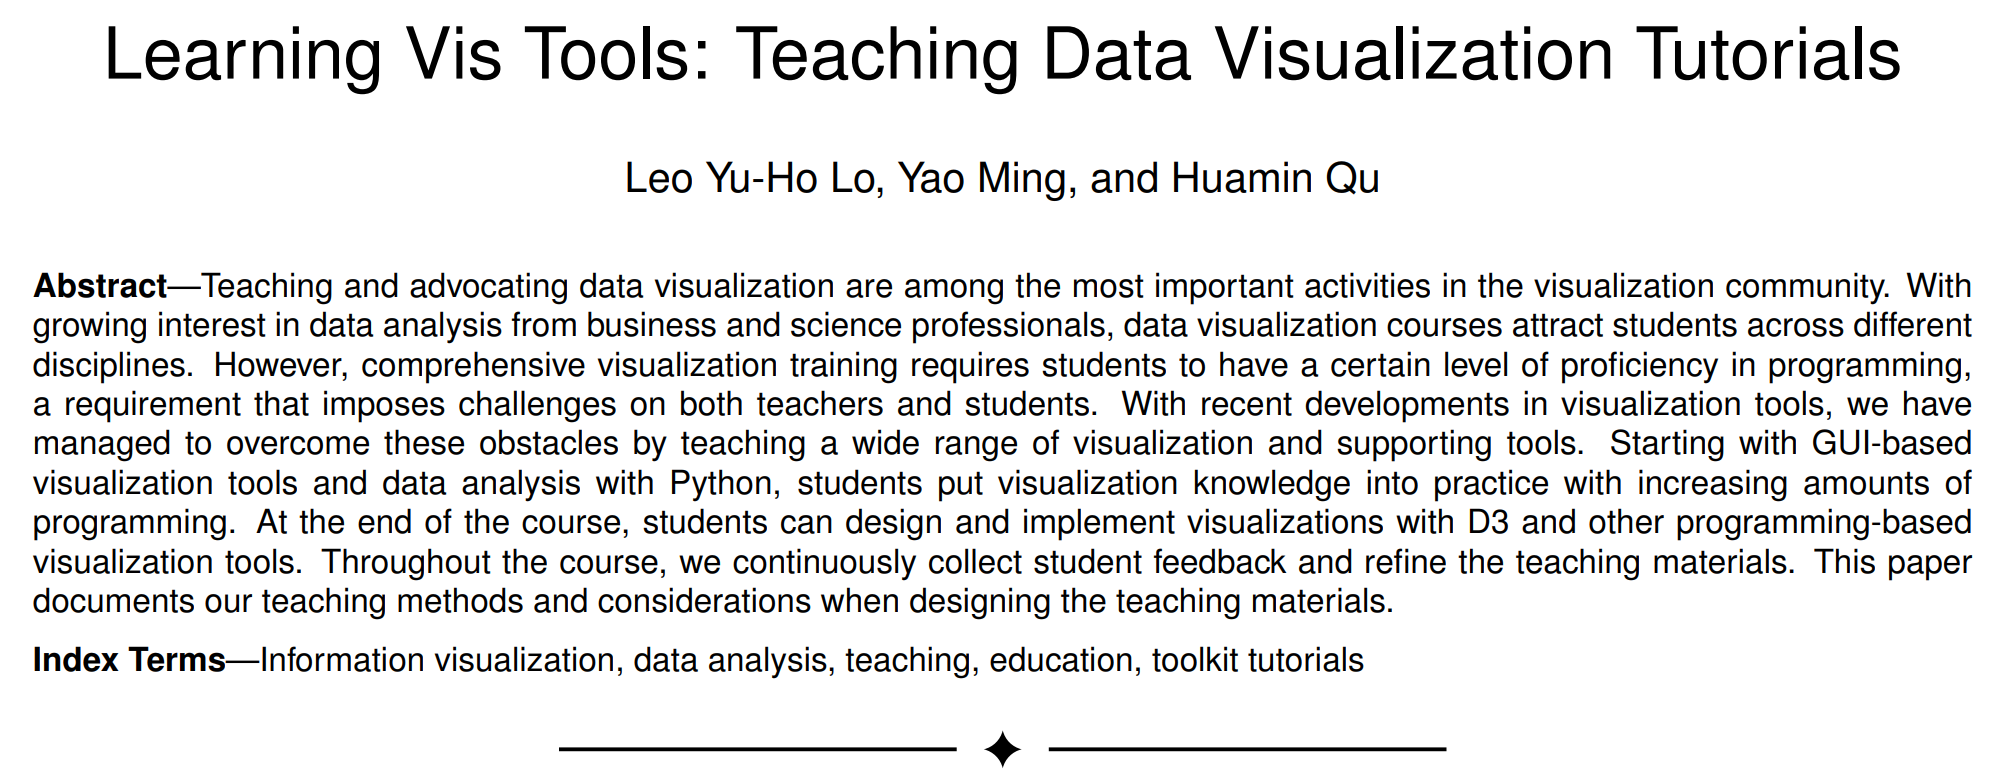 Learning Vis Tools: Teaching Data Visualization Tutorials
Leo Yu-Ho Lo, Yao Ming, and Huamin Qu
Abstract—Teaching and advocating data visualization are among the most important activities in the visualization community. With
growing interest in data analysis from business and science professionals, data visualization courses attract students across different
disciplines. However, comprehensive visualization training requires students to have a certain level of proficiency in programming,
a requirement that imposes challenges on both teachers and students. With recent developments in visualization tools, we have
managed to overcome these obstacles by teaching a wide range of visualization and supporting tools. Starting with GUI-based
visualization tools and data analysis with Python, students put visualization knowledge into practice with increasing amounts of
programming. At the end of the course, students can design and implement visualizations with D3 and other programming-based
visualization tools. Throughout the course, we continuously collect student feedback and refine the teaching materials. This paper
documents our teaching methods and considerations when designing the teaching materials.
Index Terms—Information visualization, data analysis, teaching, education, toolkit tutorials